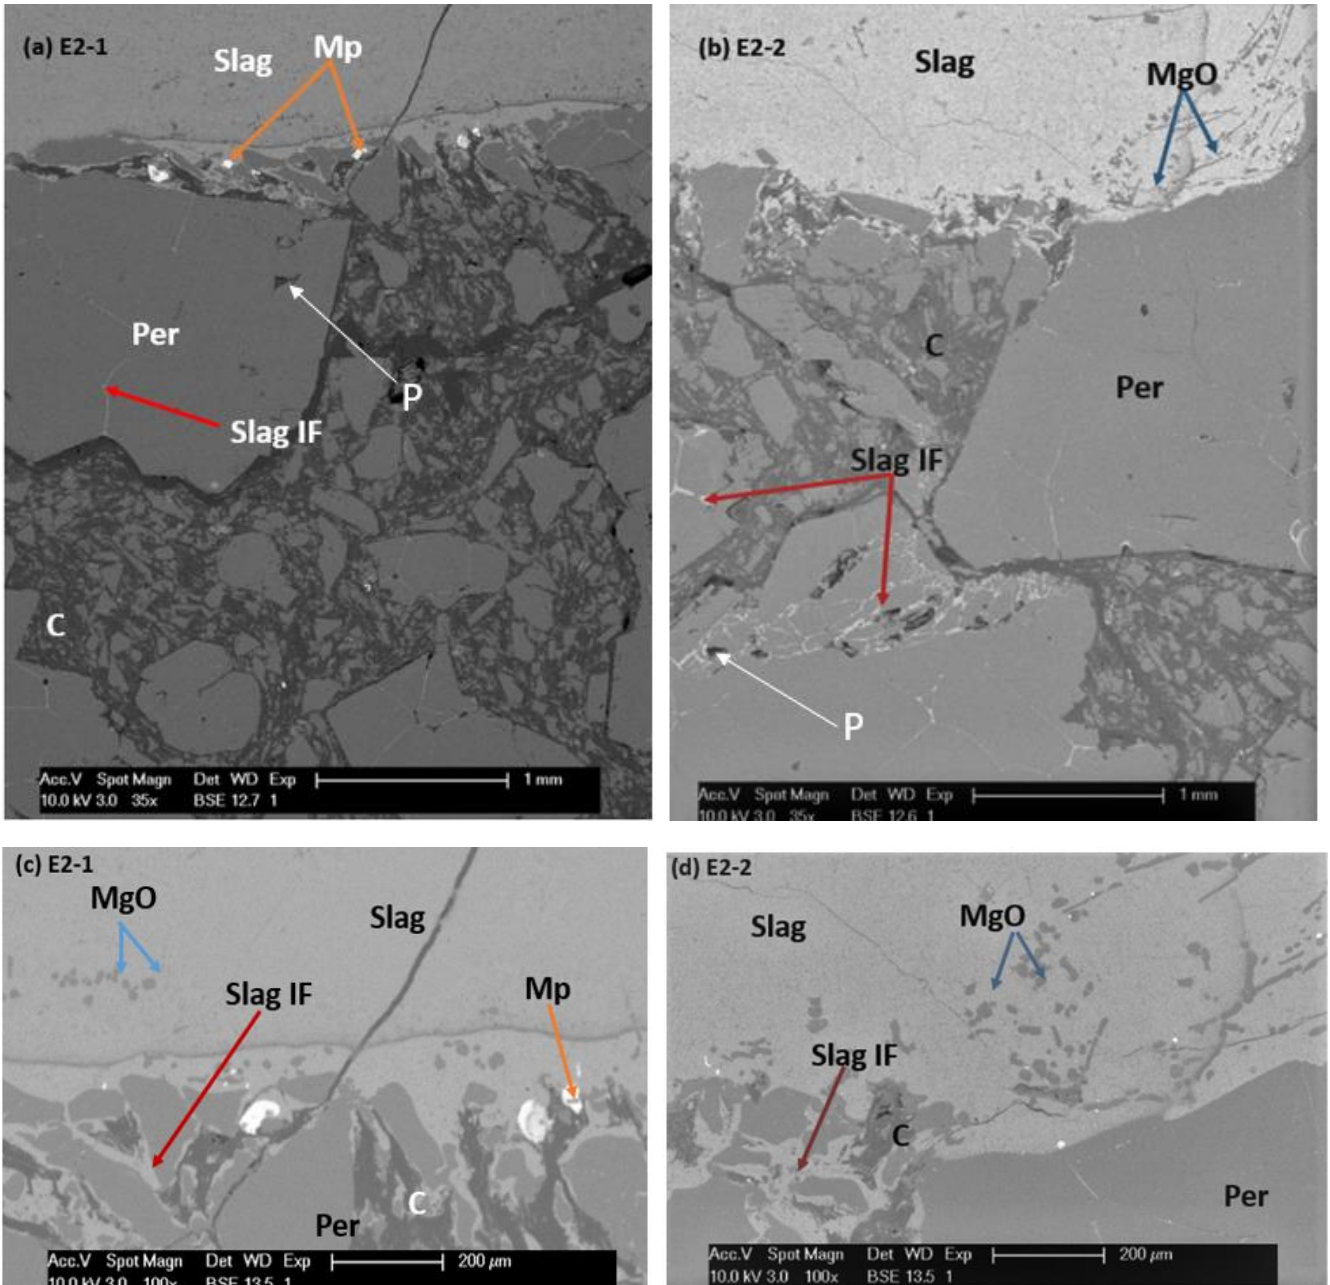 (a) E2-1
Slag
Mp
Per
P
Slag IF
C
Acc.V Spot Magn Det WD Exp 1 mm
10.0 kV 3.0 35x BSE 12.7 1
(b) E2-2
Slag
MgO
C
Per
Slag IF
P
Acc.V Spot Magn Det WD Exp 1 mm
10.0 kV 3.0 35x BSE 12.6 1
(c) E2-1
MgO
Slag
Slag IF
Mp
C
Per
Acc.V Spot Magn Det WD Exp 200 µm
10.0 kV 3.0 100x BSE 13.5 1
(d) E2-2
Slag
MgO
Slag IF
C
Per
Acc.V Spot Magn Det WD Exp 200 µm
10.0 kV 3.0 100x BSE 13.5 1